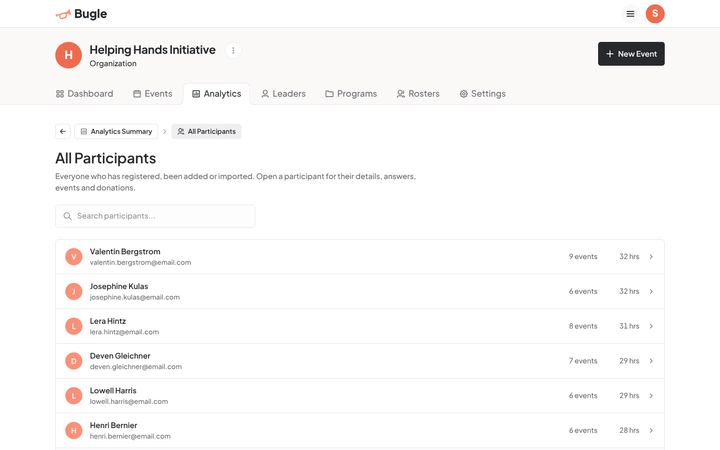 Bugle
S
H
Helping Hands Initiative
Organization
New Event
Dashboard
Events
Analytics
Leaders
Programs
Rosters
Settings
Analytics Summary
All Participants
All Participants
Everyone who has registered, been added or imported. Open a participant for their details, answers,
events and donations.
Search participants...
V
Valentin Bergstrom
valentin.bergstrom@email.com
9 events
32 hrs
J
Josephine Kulas
josephine.kulas@email.com
6 events
32 hrs
L
Lera Hintz
lera.hintz@email.com
8 events
31 hrs
D
Deven Gleichner
deven.gleichner@email.com
7 events
29 hrs
L
Lowell Harris
lowell.harris@email.com
6 events
29 hrs
H
Henri Bernier
henri.bernier@email.com
6 events
28 hrs